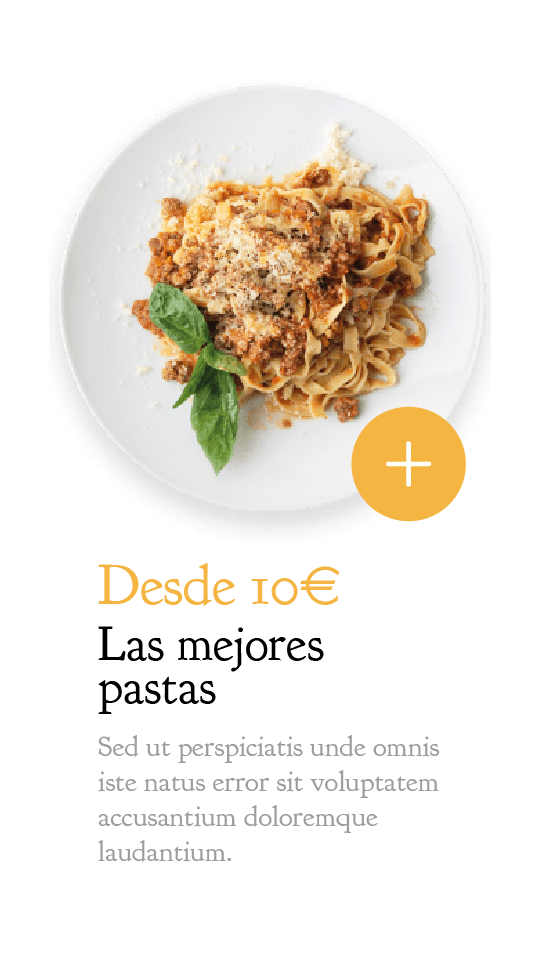 Desde 10€
Las mejores
pastas
Sed ut perspiciatis unde omnis
iste natus error sit voluptatem
accusantium doloremque
laudantium.